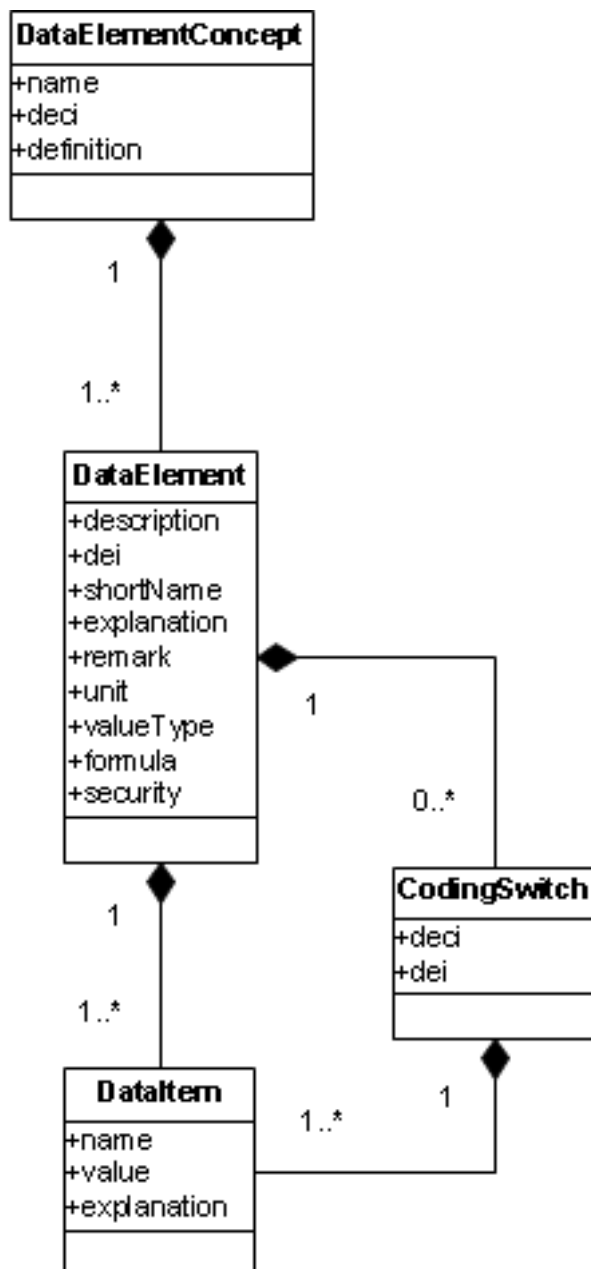 DataElementConcept
+name
+deci
+definition
1
1..*
DataElement
+description
+dei
+shortName
+explanation
+remark
+unit
+valueType
+formula
+security
1
0..*
CodingSwitch
+deci
+dei
1
1..*
1
1..*
DataItem
+name
+value
+explanation